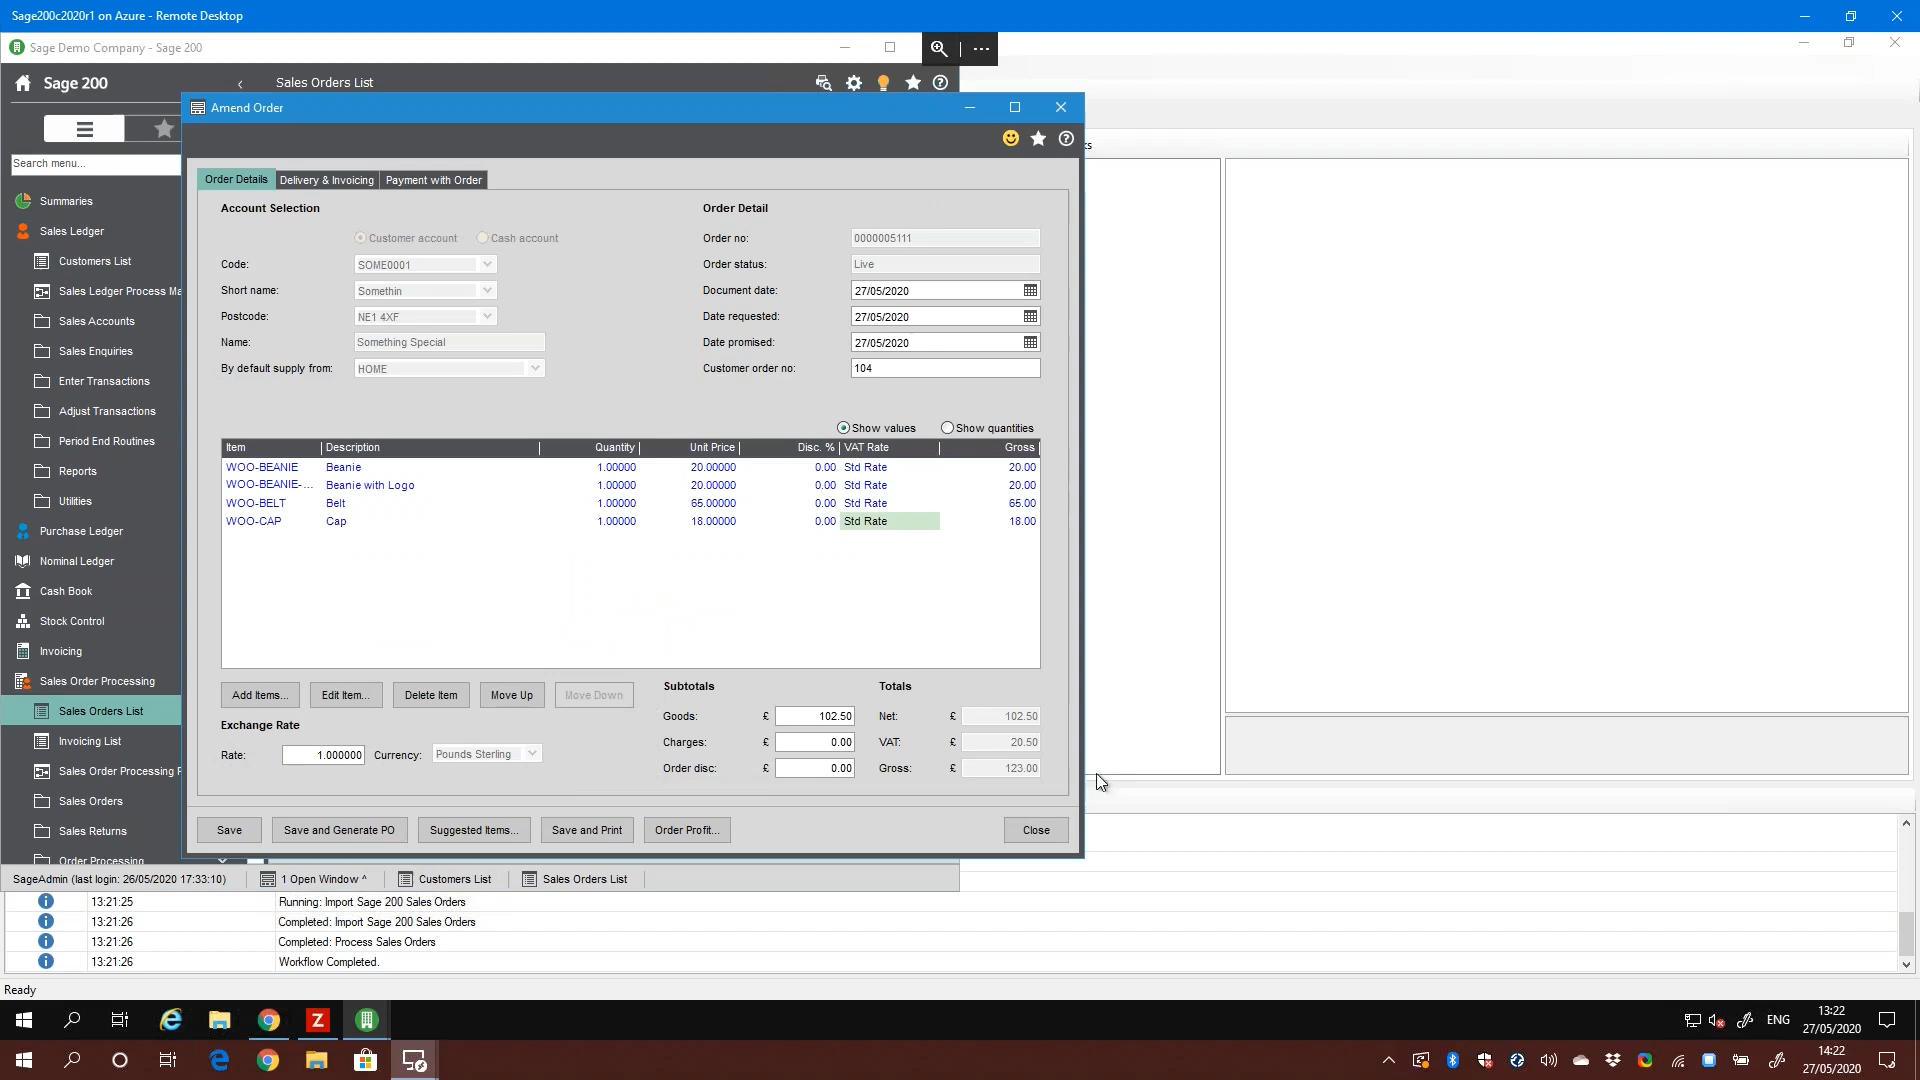 Sage200c2020r1 on Azure - Remote Desktop
Sage Demo Company - Sage 200
Sage 200
Sales Orders List
Amend Order
Search menu...
Summaries
Sales Ledger
Customers List
Sales Ledger Process Ma
Sales Accounts
Sales Enquiries
Enter Transactions
Adjust Transactions
Period End Routines
Reports
Utilities
Purchase Ledger
Nominal Ledger
Cash Book
Stock Control
Invoicing
Sales Order Processing
Sales Orders List
Invoicing List
Sales Order Processing P
Sales Orders
Sales Returns
Order Processing
Order Details Delivery & Invoicing Payment with Order
Account Selection
Customer account Cash account
Code: SOME0001
Short name: Somethin
Postcode: NE1 4XF
Name: Something Special
By default supply from: HOME
Order Detail
Order no: 0000005111
Order status: Live
Document date: 27/05/2020
Date requested: 27/05/2020
Date promised: 27/05/2020
Customer order no: 104
Show values Show quantities
Item Description Quantity Unit Price Disc. % VAT Rate Gross
WOO-BEANIE Beanie 1.00000 20.00000 0.00 Std Rate 20.00
WOO-BEANIE-... Beanie with Logo 1.00000 20.00000 0.00 Std Rate 20.00
WOO-BELT Belt 1.00000 65.00000 0.00 Std Rate 65.00
WOO-CAP Cap 1.00000 18.00000 0.00 Std Rate 18.00
Add Items... Edit Item... Delete Item Move Up Move Down
Exchange Rate
Rate: 1.000000 Currency: Pounds Sterling
Subtotals
Goods: £ 102.50
Charges: £ 0.00
Order disc: £ 0.00
Totals
Net: £ 102.50
VAT: £ 20.50
Gross: £ 123.00
Save Save and Generate PO Suggested Items... Save and Print Order Profit... Close
ks
SageAdmin (last login: 26/05/2020 17:33:10) 1 Open Window ^ Customers List Sales Orders List
13:21:25 Running: Import Sage 200 Sales Orders
13:21:26 Completed: Import Sage 200 Sales Orders
13:21:26 Completed: Process Sales Orders
13:21:26 Workflow Completed.
Ready
ENG
13:22
27/05/2020
14:22
27/05/2020